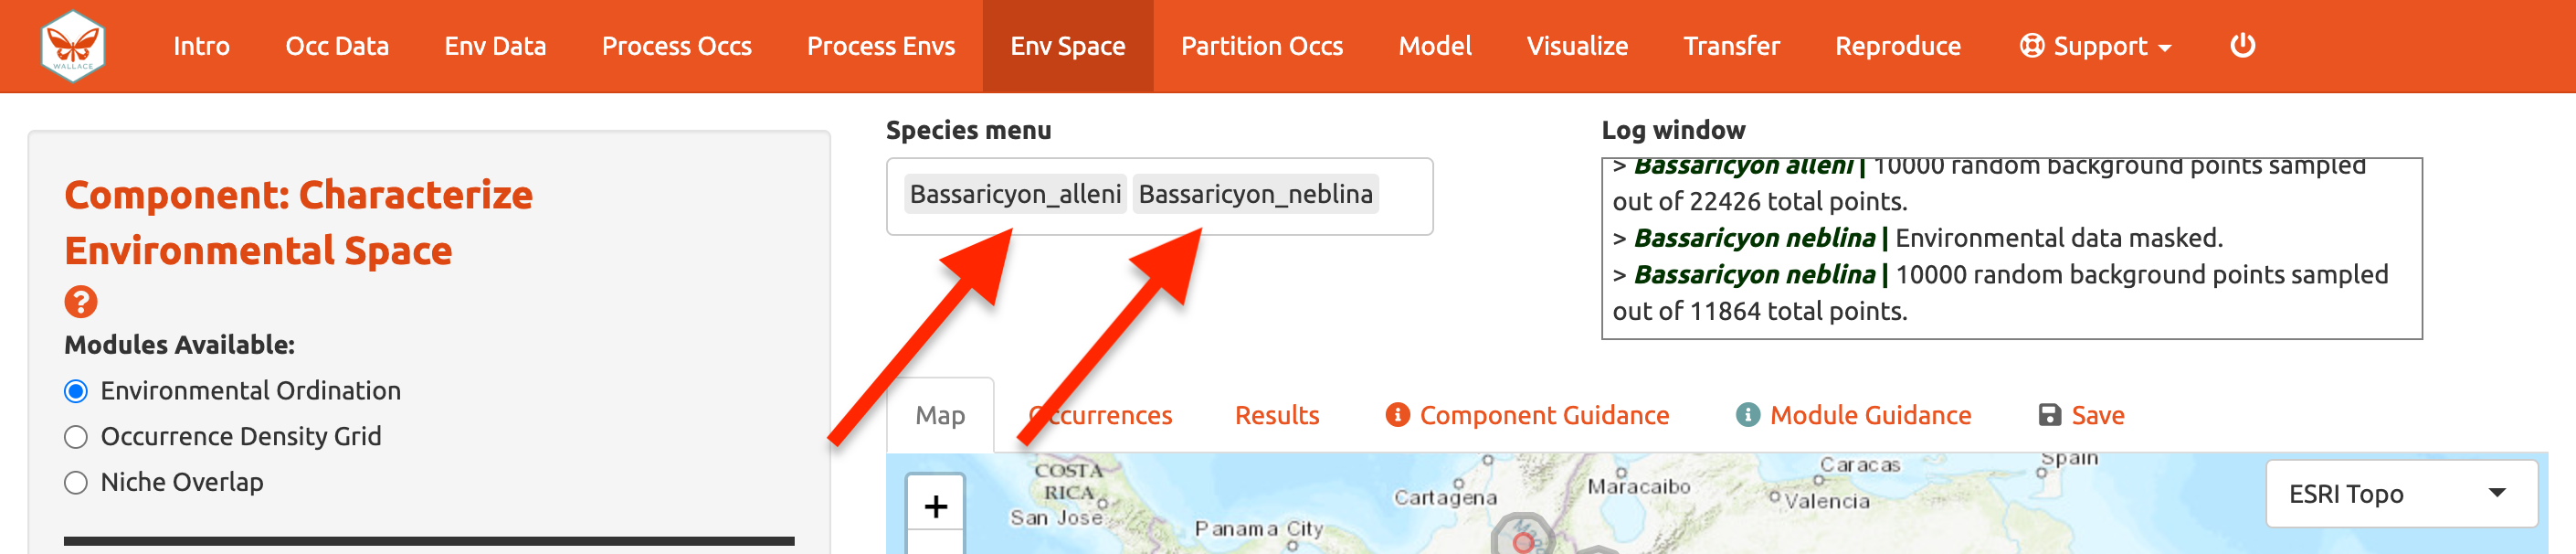 WALLACE
Intro
Occ Data
Env Data
Process Occs
Process Envs
Env Space
Partition Occs
Model
Visualize
Transfer
Reproduce
Support
Component: Characterize
Environmental Space
?
Modules Available:
Environmental Ordination
Occurrence Density Grid
Niche Overlap
Species menu
Bassaricyon_alleni
Bassaricyon_neblina
Log window
> Bassaricyon alleni | 10000 random background points sampled
out of 22426 total points.
> Bassaricyon neblina | Environmental data masked.
> Bassaricyon neblina | 10000 random background points sampled
out of 11864 total points.
Map
Occurrences
Results
Component Guidance
Module Guidance
Save
+
COSTA
RICA
San Jose
Panama City
Cartagena
Maracaibo
Caracas
Valencia
Spain
ESRI Topo